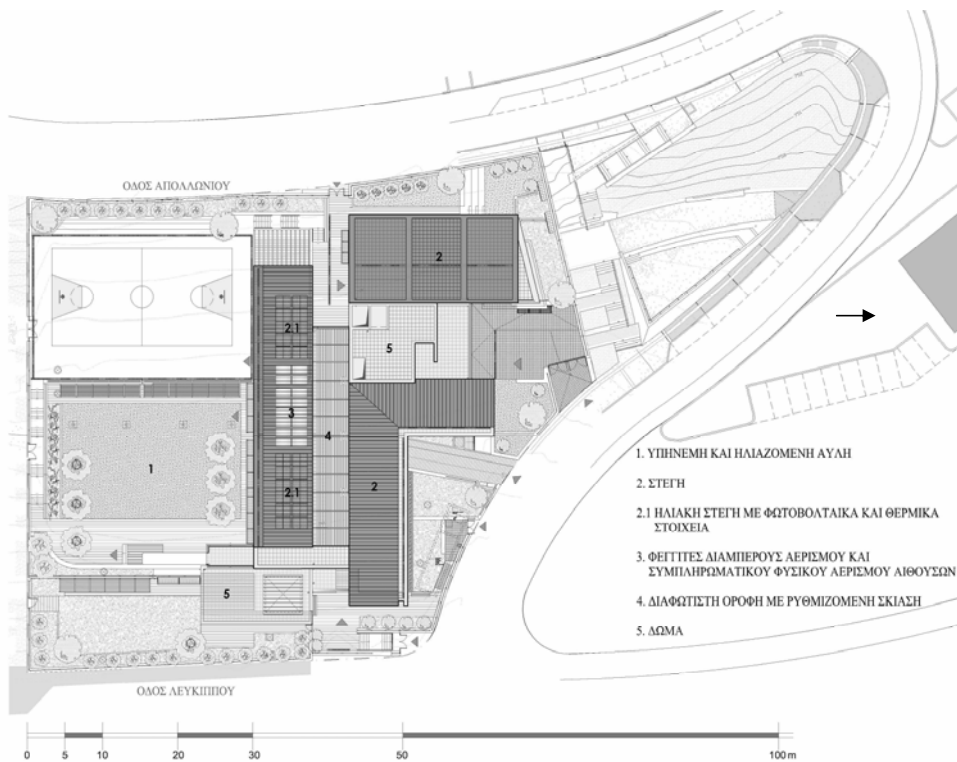 ΟΔΟΣ ΑΠΟΛΛΩΝΙΟΥ
2
2.1
5
3
4
1
2
2.1
5
ΟΔΟΣ ΛΕΥΚΙΠΠΟΥ
1. ΥΠΗΝΕΜΗ ΚΑΙ ΗΛΙΑΖΟΜΕΝΗ ΑΥΛΗ
2. ΣΤΕΓΗ
2.1 ΗΛΙΑΚΗ ΣΤΕΓΗ ΜΕ ΦΩΤΟΒΟΛΤΑΙΚΑ ΚΑΙ ΘΕΡΜΙΚΑ
ΣΤΟΙΧΕΙΑ
3. ΦΕΓΓΙΤΕΣ ΔΙΑΜΠΕΡΟΥΣ ΑΕΡΙΣΜΟΥ ΚΑΙ
ΣΥΜΠΛΗΡΩΜΑΤΙΚΟΥ ΦΥΣΙΚΟΥ ΑΕΡΙΣΜΟΥ ΑΙΘΟΥΣΩΝ
4. ΔΙΑΦΩΤΙΣΤΗ ΟΡΟΦΗ ΜΕ ΡΥΘΜΙΖΟΜΕΝΗ ΣΚΙΑΣΗ
5. ΔΩΜΑ
0 5 10 20 30 50 100 m